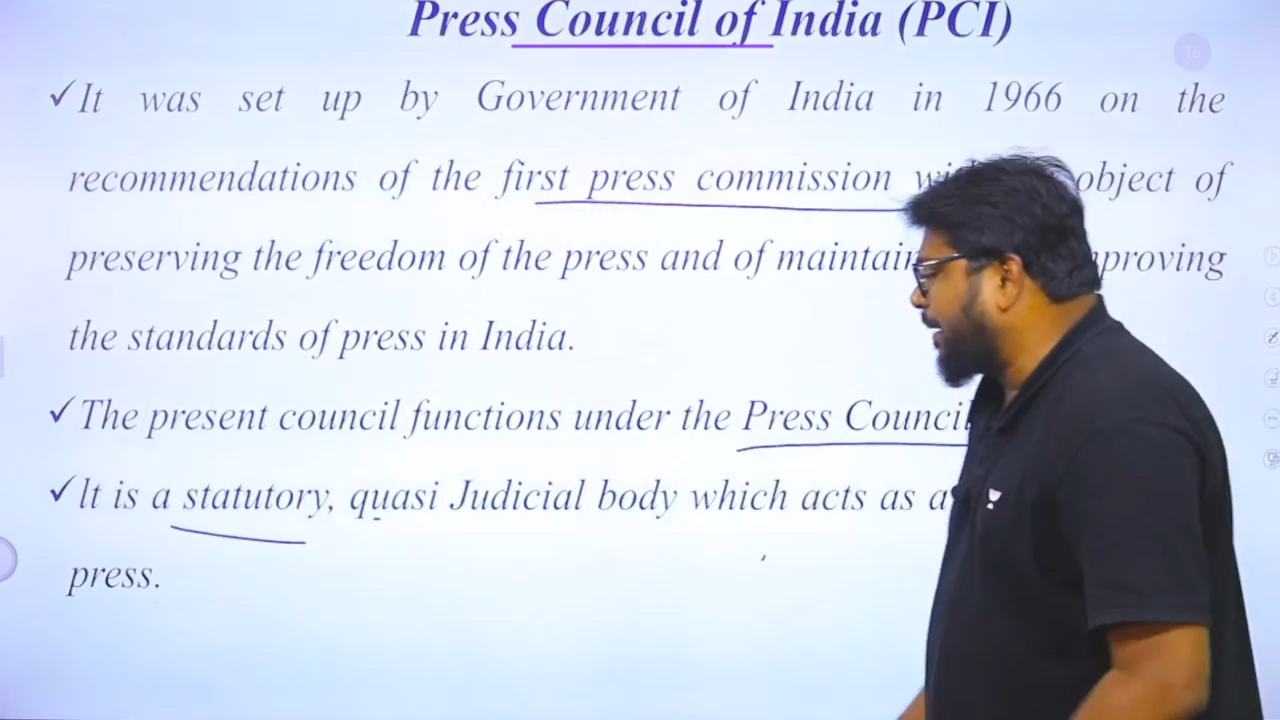 Press Council of India (PCI)
16
✓It was set up by Government of India in 1966 on the
recommendations of the first press commission object of
preserving the freedom of the press and of
the standards of press in India.
✓The present council functions under the Press Council
✓It is a statutory, quasi Judicial body which acts as a
press.